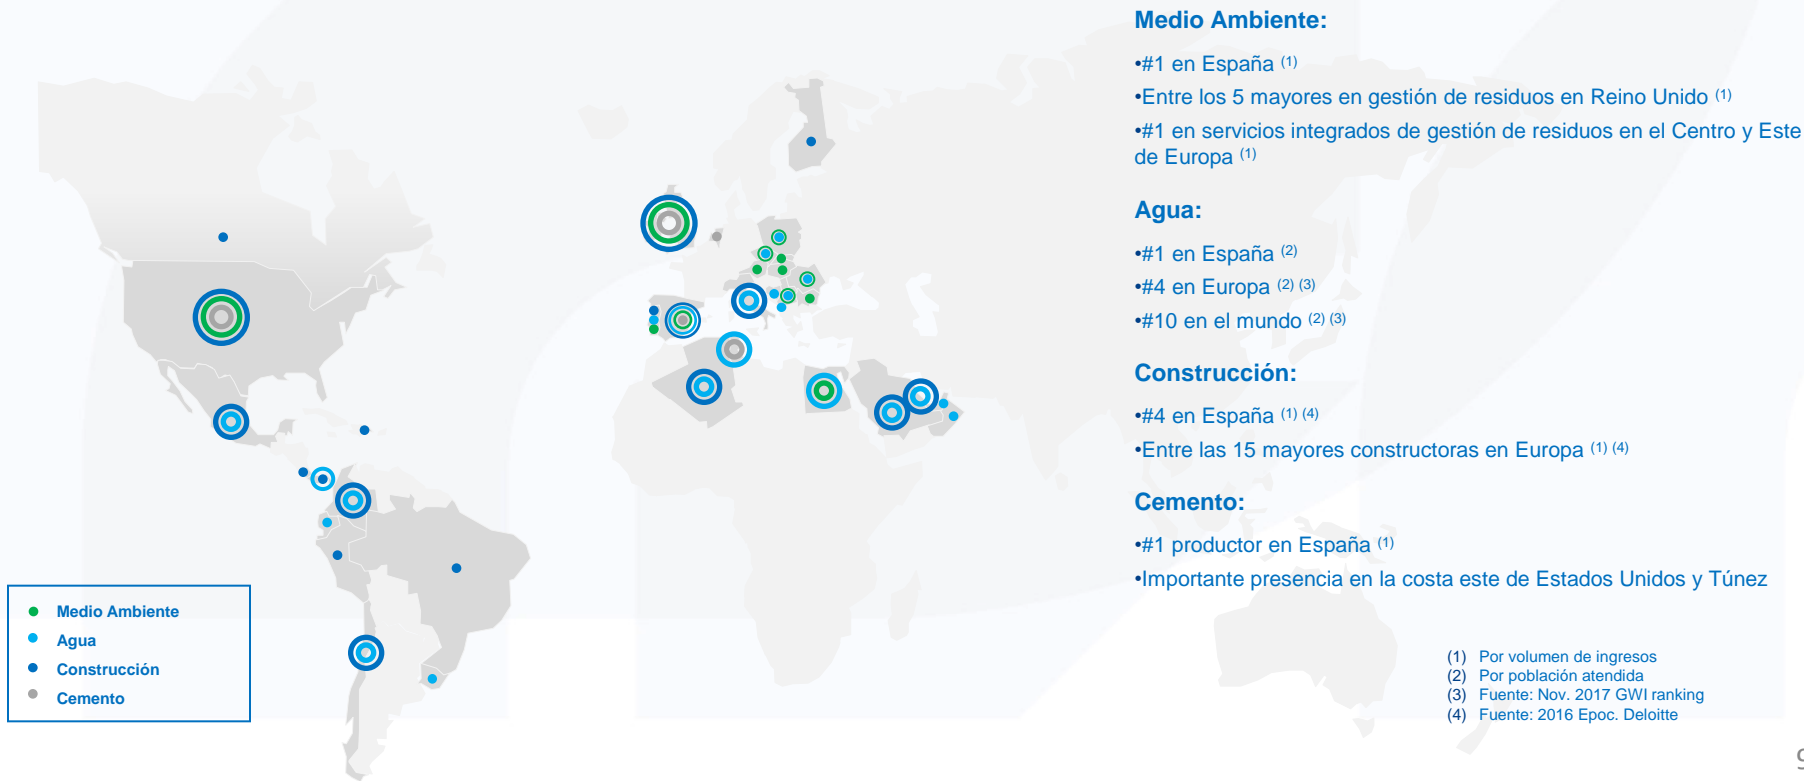 Medio Ambiente:
•#1 en España (1)
•Entre los 5 mayores en gestión de residuos en Reino Unido (1)
•#1 en servicios integrados de gestión de residuos en el Centro y Este
de Europa (1)
Agua:
•#1 en España (2)
•#4 en Europa (2) (3)
•#10 en el mundo (2) (3)
Construcción:
•#4 en España (1) (4)
•Entre las 15 mayores constructoras en Europa (1) (4)
Cemento:
•#1 productor en España (1)
•Importante presencia en la costa este de Estados Unidos y Túnez
Medio Ambiente
Agua
Construcción
Cemento
(1) Por volumen de ingresos
(2) Por población atendida
(3) Fuente: Nov. 2017 GWI ranking
(4) Fuente: 2016 Epoc. Deloitte